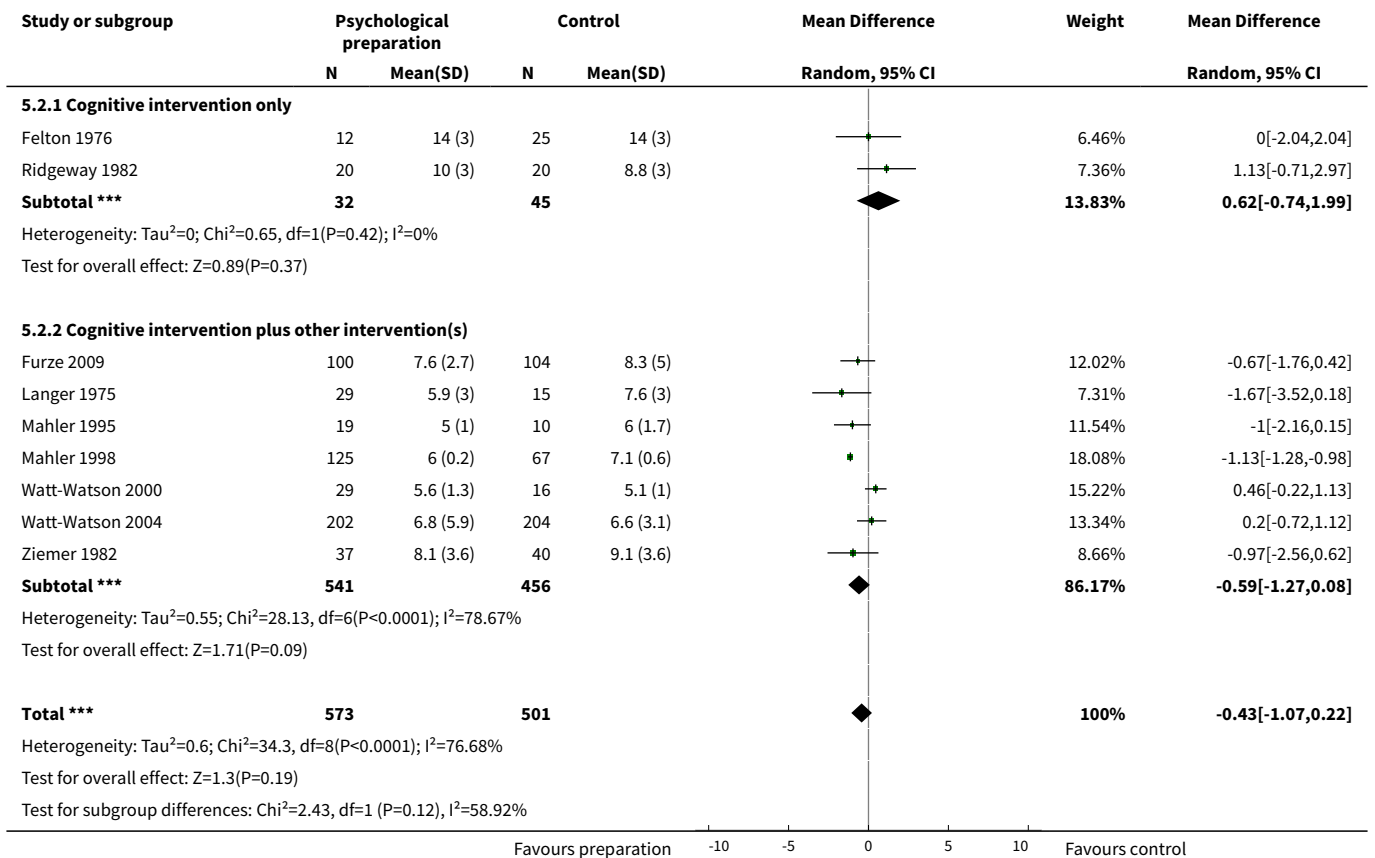 Study or subgroup Psychological preparation Control Mean Difference Weight Mean Difference
N Mean(SD) N Mean(SD) Random, 95% CI Random, 95% CI
5.2.1 Cognitive intervention only
Felton 1976 12 14 (3) 25 14 (3) 6.46% 0[-2.04,2.04]
Ridgeway 1982 20 10 (3) 20 8.8 (3) 7.36% 1.13[-0.71,2.97]
Subtotal *** 32 45 13.83% 0.62[-0.74,1.99]
Heterogeneity: Tau²=0; Chi²=0.65, df=1(P=0.42); I²=0%
Test for overall effect: Z=0.89(P=0.37)
5.2.2 Cognitive intervention plus other intervention(s)
Furze 2009 100 7.6 (2.7) 104 8.3 (5) 12.02% -0.67[-1.76,0.42]
Langer 1975 29 5.9 (3) 15 7.6 (3) 7.31% -1.67[-3.52,0.18]
Mahler 1995 19 5 (1) 10 6 (1.7) 11.54% -1[-2.16,0.15]
Mahler 1998 125 6 (0.2) 67 7.1 (0.6) 18.08% -1.13[-1.28,-0.98]
Watt-Watson 2000 29 5.6 (1.3) 16 5.1 (1) 15.22% 0.46[-0.22,1.13]
Watt-Watson 2004 202 6.8 (5.9) 204 6.6 (3.1) 13.34% 0.2[-0.72,1.12]
Ziemer 1982 37 8.1 (3.6) 40 9.1 (3.6) 8.66% -0.97[-2.56,0.62]
Subtotal *** 541 456 86.17% -0.59[-1.27,0.08]
Heterogeneity: Tau²=0.55; Chi²=28.13, df=6(P<0.0001); I²=78.67%
Test for overall effect: Z=1.71(P=0.09)
Total *** 573 501 100% -0.43[-1.07,0.22]
Heterogeneity: Tau²=0.6; Chi²=34.3, df=8(P<0.0001); I²=76.68%
Test for overall effect: Z=1.3(P=0.19)
Test for subgroup differences: Chi²=2.43, df=1 (P=0.12), I²=58.92%
Favours preparation -10 -5 0 5 10 Favours control